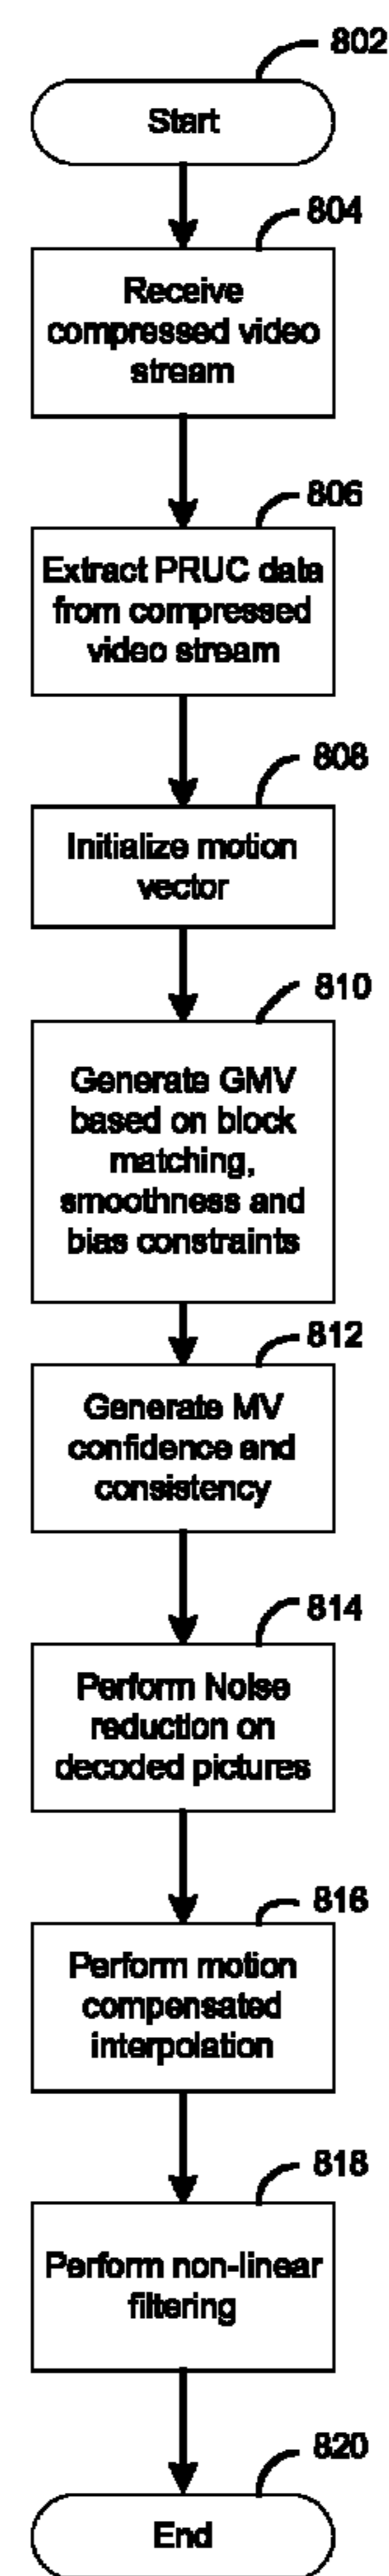 802
Start
804
Receive
compressed video
stream
806
Extract PRUC data
from compressed
video stream
808
Initialize motion
vector
810
Generate GMV
based on block
matching,
smoothness and
bias constraints
812
Generate MV
confidence and
consistency
814
Perform Noise
reduction on
decoded pictures
816
Perform motion
compensated
interpolation
818
Perform non-linear
filtering
820
End